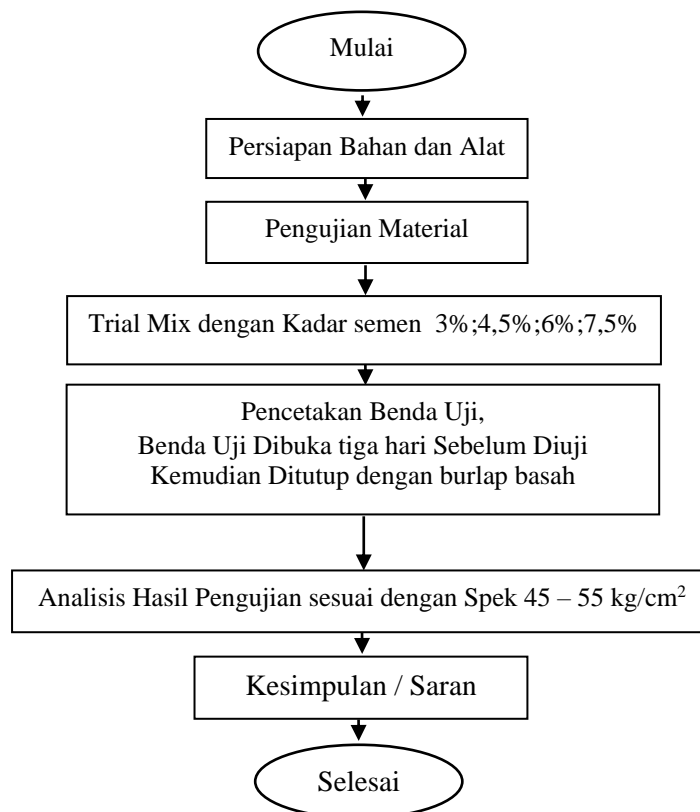 Mulai
Persiapan Bahan dan Alat
Pengujian Material
Trial Mix dengan Kadar semen 3%;4,5%;6%;7,5%
Pencetakan Benda Uji,
Benda Uji Dibuka tiga hari Sebelum Diuji
Kemudian Ditutup dengan burlap basah
Analisis Hasil Pengujian sesuai dengan Spek 45 – 55 kg/cm²
Kesimpulan / Saran
Selesai